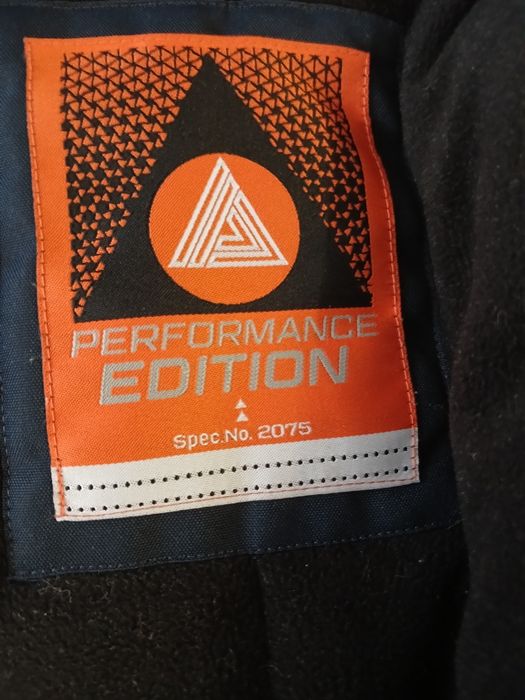 PERFORMANCE
EDITION
Spec.No. 2075